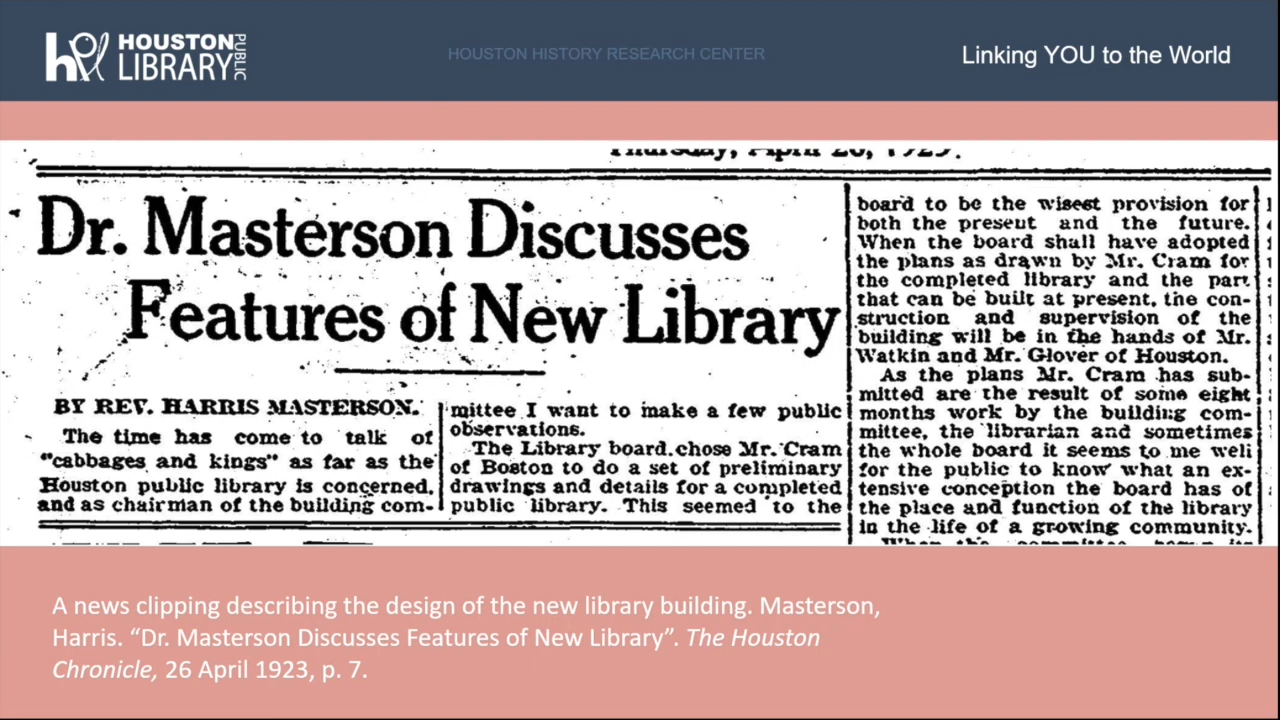 HOUSTON PUBLIC
LIBRARY
HOUSTON HISTORY RESEARCH CENTER
Linking YOU to the World
Thursday, April 26, 1923.
Dr. Masterson Discusses
Features of New Library
BY REV. HARRIS MASTERSON.
The time has come to talk of
"cabbages and kings" as far as the
Houston public library is concerned,
and as chairman of the building com-
mittee I want to make a few public
observations.
The Library board chose Mr. Cram
of Boston to do a set of preliminary
drawings and details for a completed
public library. This seemed to the
board to be the wisest provision for
both the present and the future.
When the board shall have adopted
the plans as drawn by Mr. Cram for
the completed library and the part
that can be built at present, the con-
struction and supervision of the
building will be in the hands of Mr.
Watkin and Mr. Glover of Houston.
As the plans Mr. Cram has sub-
mitted are the result of some eight
months work by the building com-
mittee, the librarian and sometimes
the whole board it seems to me well
for the public to know what an ex-
tensive conception the board has of
the place and function of the library
in the life of a growing community.
When the committee began its
A news clipping describing the design of the new library building. Masterson,
Harris. “Dr. Masterson Discusses Features of New Library”. The Houston
Chronicle, 26 April 1923, p. 7.